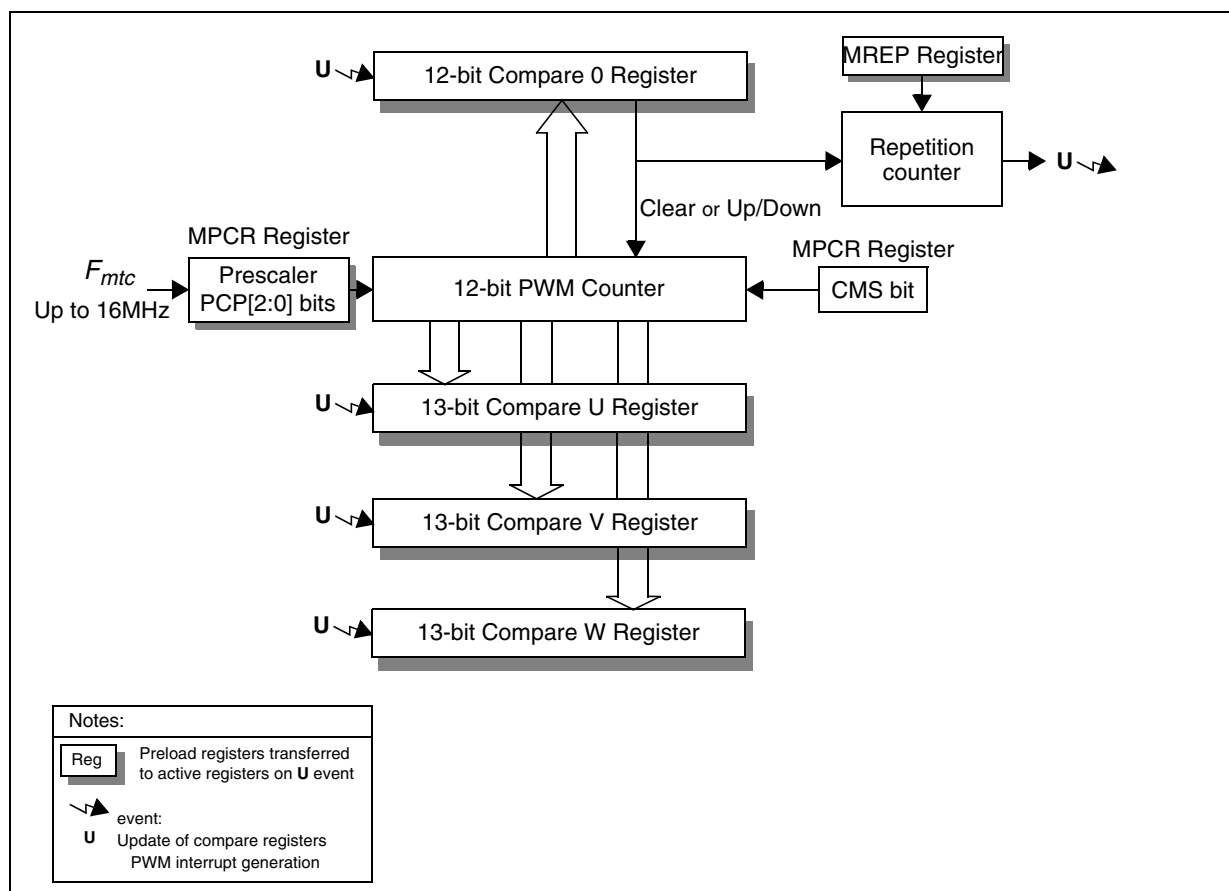 U
12-bit Compare 0 Register
MREP Register
Repetition
counter
U
Clear or Up/Down
MPCR Register
MPCR Register
Fmtc
Up to 16MHz
Prescaler
PCP[2:0] bits
12-bit PWM Counter
CMS bit
U
13-bit Compare U Register
U
13-bit Compare V Register
U
13-bit Compare W Register
Notes:
Reg
Preload registers transferred
to active registers on U event
event:
U
Update of compare registers
PWM interrupt generation